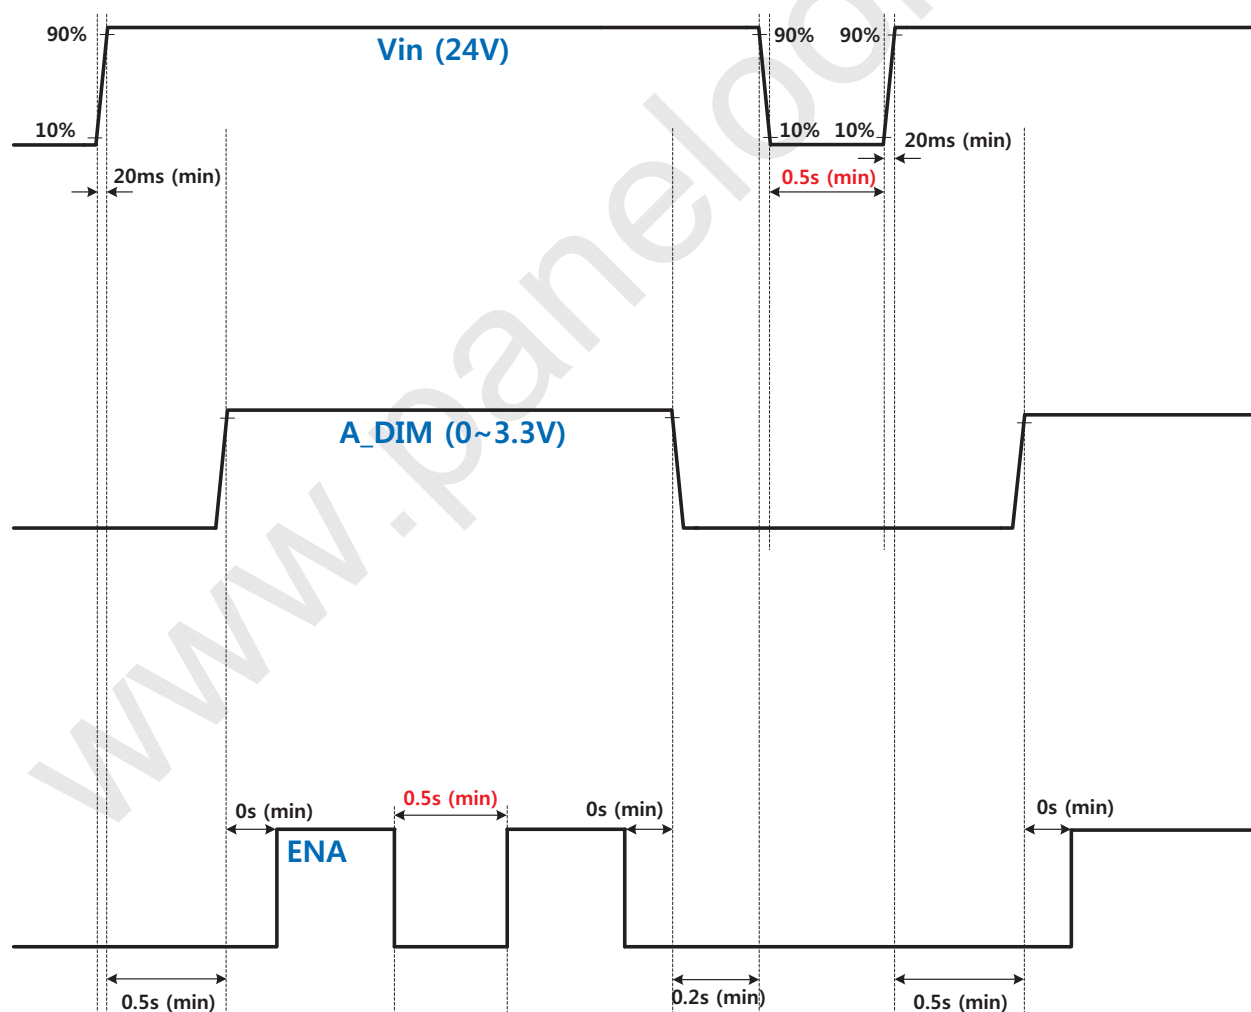 90%
Vin (24V)
90%
90%
10%
10%
10%
20ms (min)
20ms (min)
0.5s (min)
A_DIM (0~3.3V)
0s (min)
0.5s (min)
0s (min)
0s (min)
ENA
0.5s (min)
0.2s (min)
0.5s (min)
www.paneloo